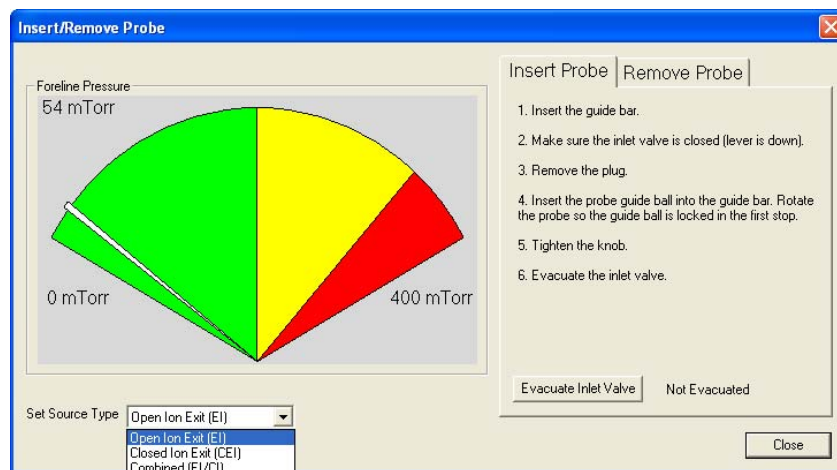 Insert/Remove Probe
Foreline Pressure
54 mTorr
0 mTorr
400 mTorr
Set Source Type
Open Ion Exit (EI)
Open Ion Exit (EI)
Closed Ion Exit (CEI)
Combined (EI/CI)
Insert Probe
Remove Probe
1. Insert the guide bar.
2. Make sure the inlet valve is closed (lever is down).
3. Remove the plug.
4. Insert the probe guide ball into the guide bar. Rotate
the probe so the guide ball is locked in the first stop.
5. Tighten the knob.
6. Evacuate the inlet valve.
Evacuate Inlet Valve
Not Evacuated
Close